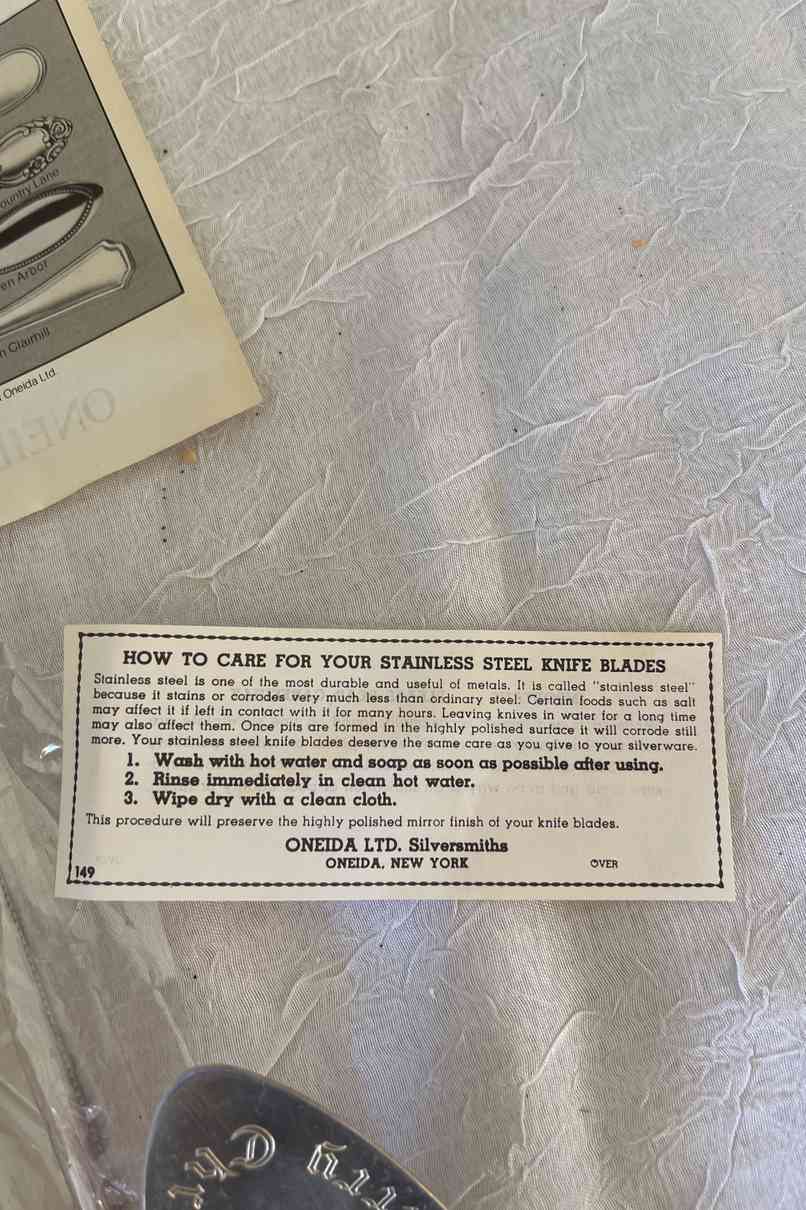 ountry Lane
en Arbor
n Clairhill
Oneida Ltd.
ONEI
HOW TO CARE FOR YOUR STAINLESS STEEL KNIFE BLADES
Stainless steel is one of the most durable and useful of metals. It is called "stainless steel"
because it stains or corrodes very much less than ordinary steel. Certain foods such as salt
may affect it if left in contact with it for many hours. Leaving knives in water for a long time
may also affect them. Once pits are formed in the highly polished surface it will corrode still
more. Your stainless steel knife blades deserve the same care as you give to your silverware.
1. Wash with hot water and soap as soon as possible after using.
2. Rinse immediately in clean hot water.
3. Wipe dry with a clean cloth.
This procedure will preserve the highly polished mirror finish of your knife blades.
ONEIDA LTD. Silversmiths
ONEIDA, NEW YORK
OVER
149